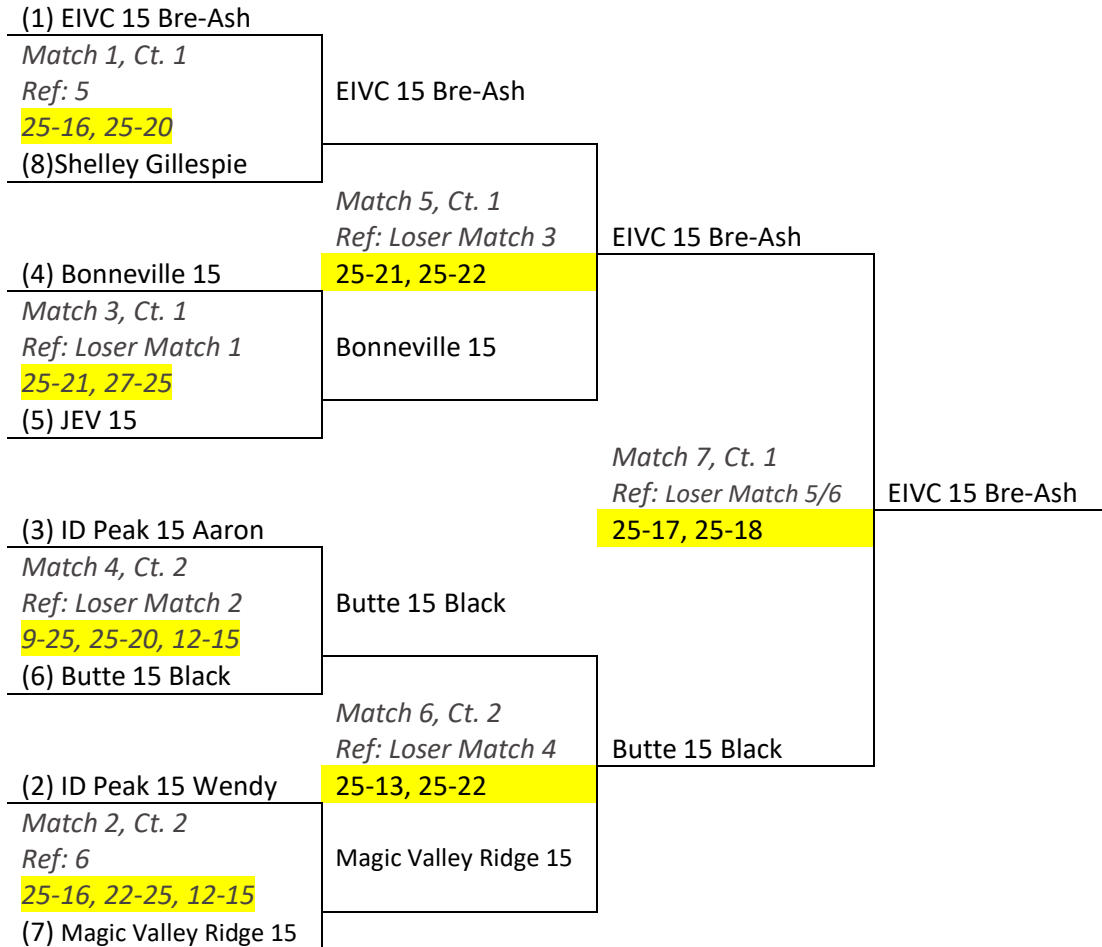 (1) EIVC 15 Bre-Ash
Match 1, Ct. 1
Ref: 5
25-16, 25-20
(8)Shelley Gillespie
EIVC 15 Bre-Ash
Match 5, Ct. 1
Ref: Loser Match 3
25-21, 25-22
EIVC 15 Bre-Ash
(4) Bonneville 15
Match 3, Ct. 1
Ref: Loser Match 1
25-21, 27-25
(5) JEV 15
Bonneville 15
Match 7, Ct. 1
Ref: Loser Match 5/6
25-17, 25-18
EIVC 15 Bre-Ash
(3) ID Peak 15 Aaron
Match 4, Ct. 2
Ref: Loser Match 2
9-25, 25-20, 12-15
(6) Butte 15 Black
Butte 15 Black
Match 6, Ct. 2
Ref: Loser Match 4
25-13, 25-22
Butte 15 Black
(2) ID Peak 15 Wendy
Match 2, Ct. 2
Ref: 6
25-16, 22-25, 12-15
(7) Magic Valley Ridge 15
Magic Valley Ridge 15